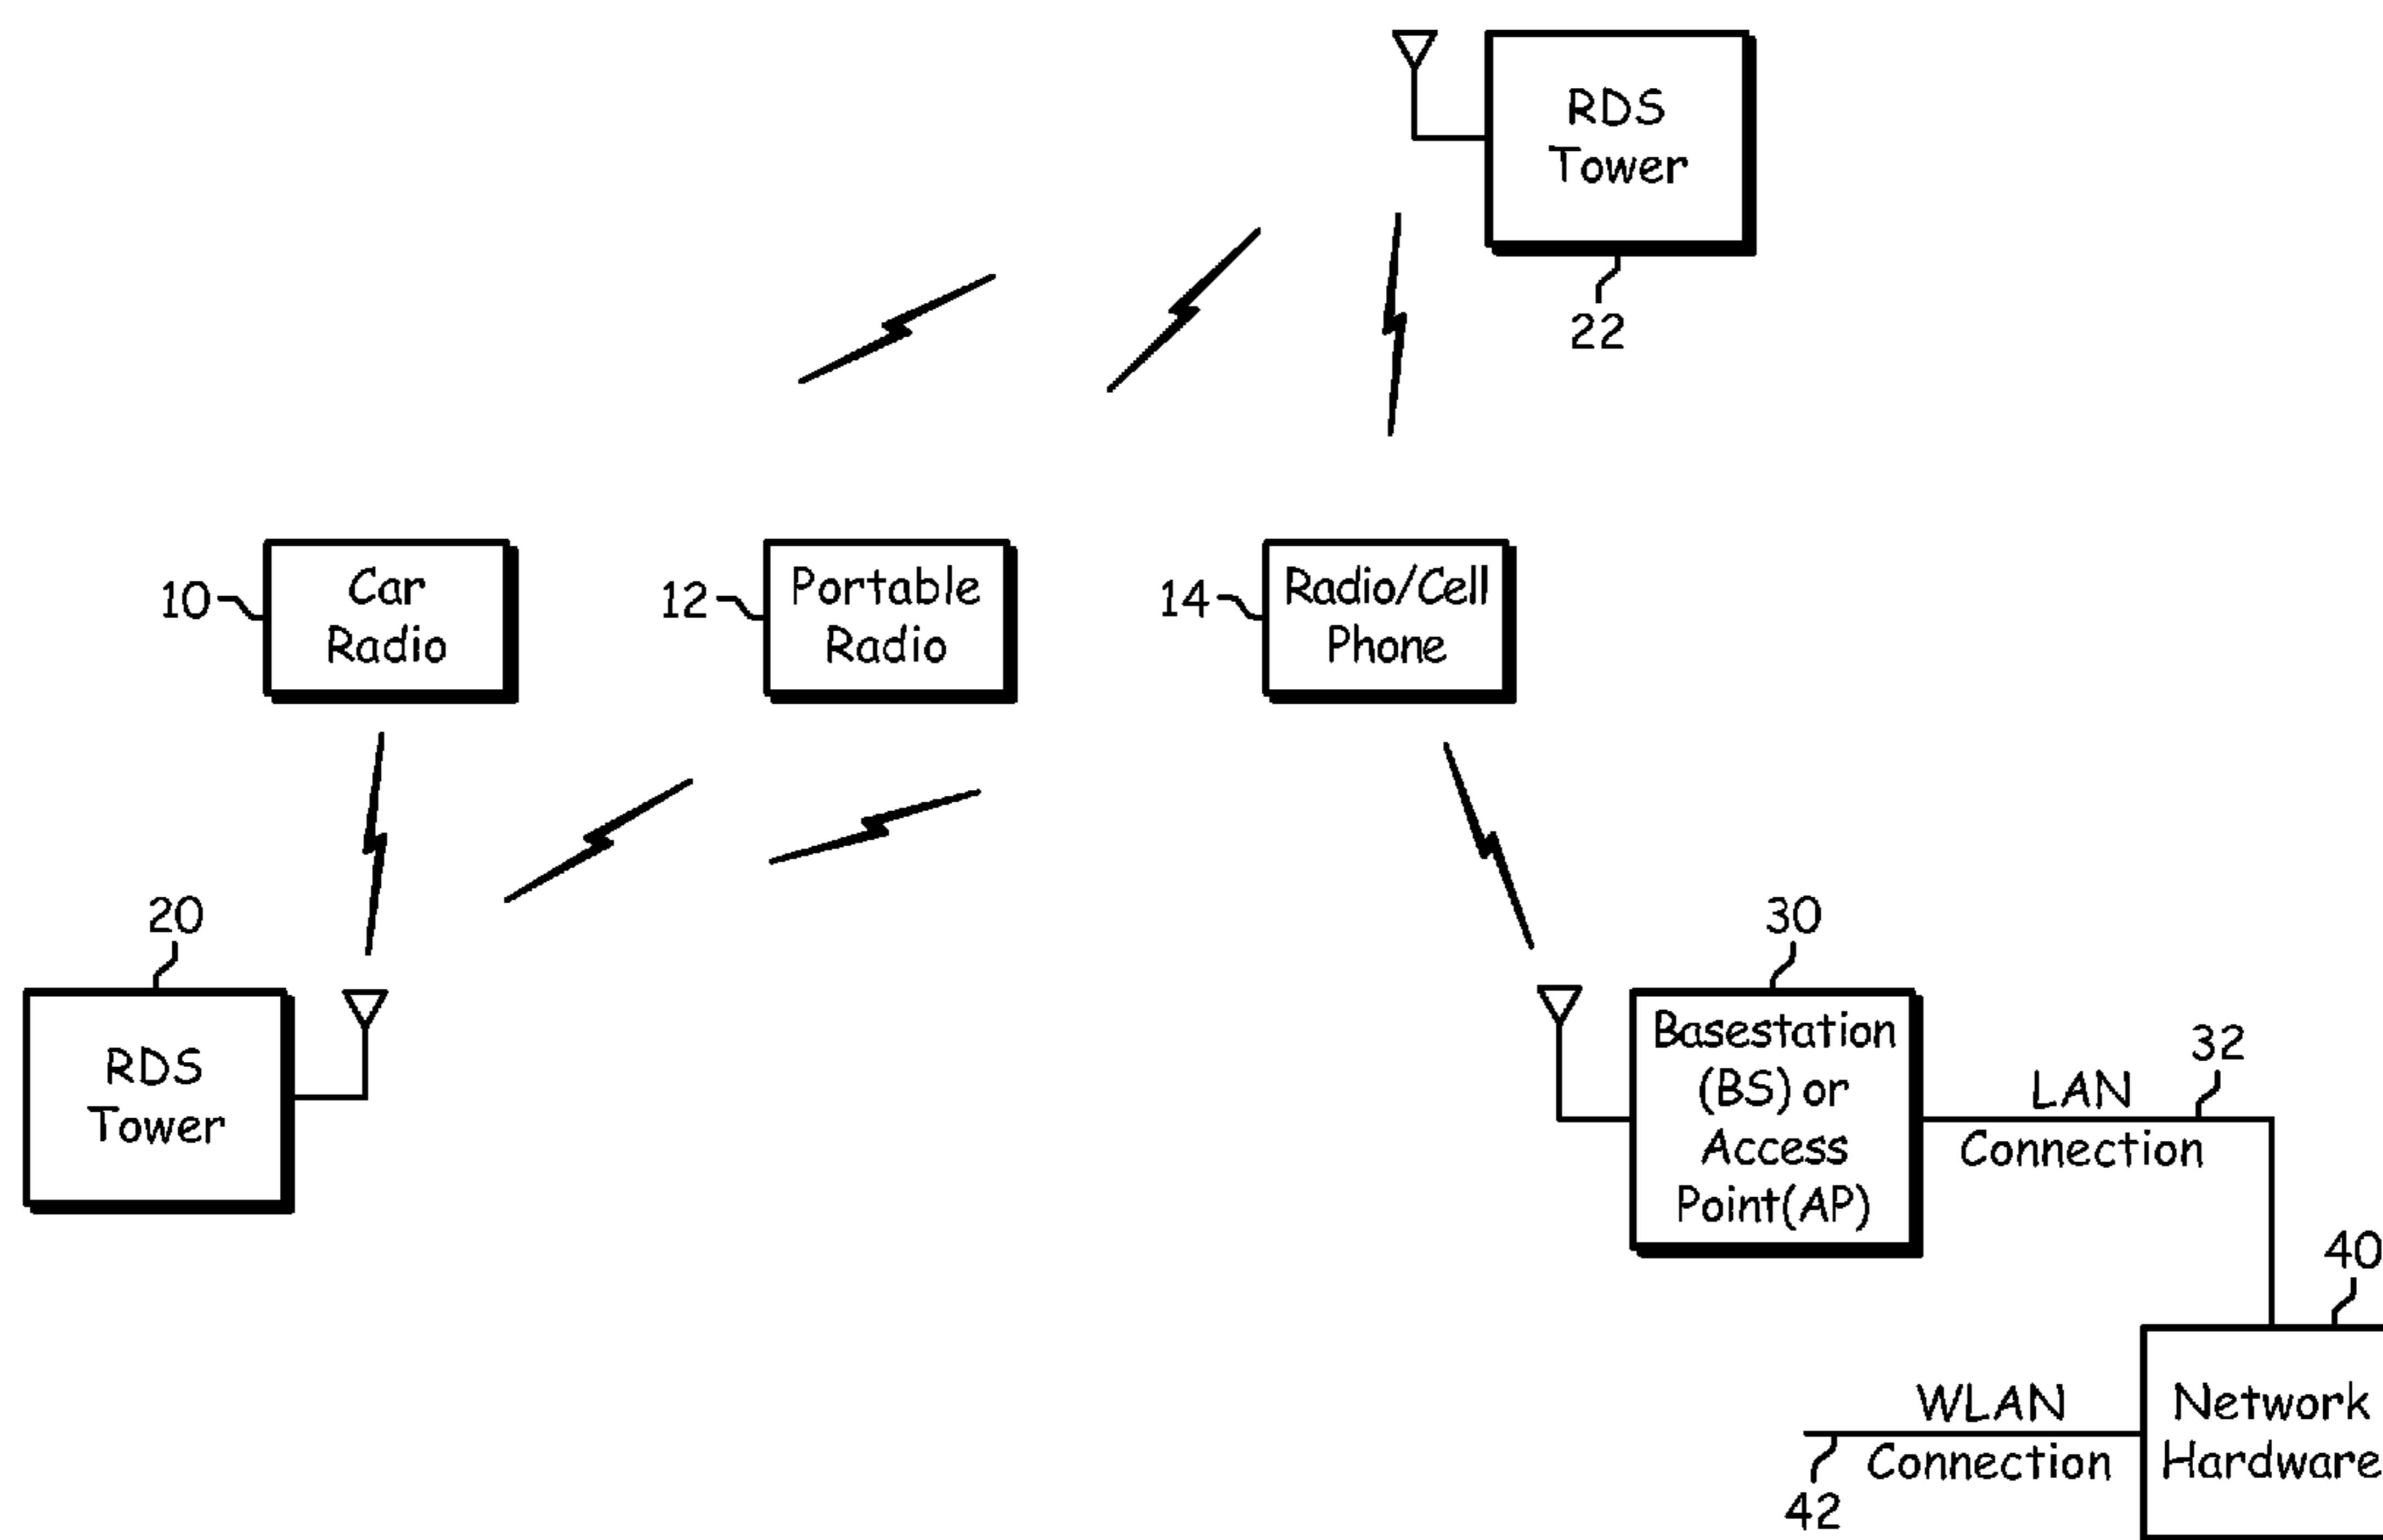 RDS
Tower
22
10
Car
Radio
12
Portable
Radio
14
Radio/Cell
Phone
20
RDS
Tower
30
Basestation
(BS) or
Access
Point(AP)
32
LAN
Connection
40
Network
Hardware
WLAN
Connection
42